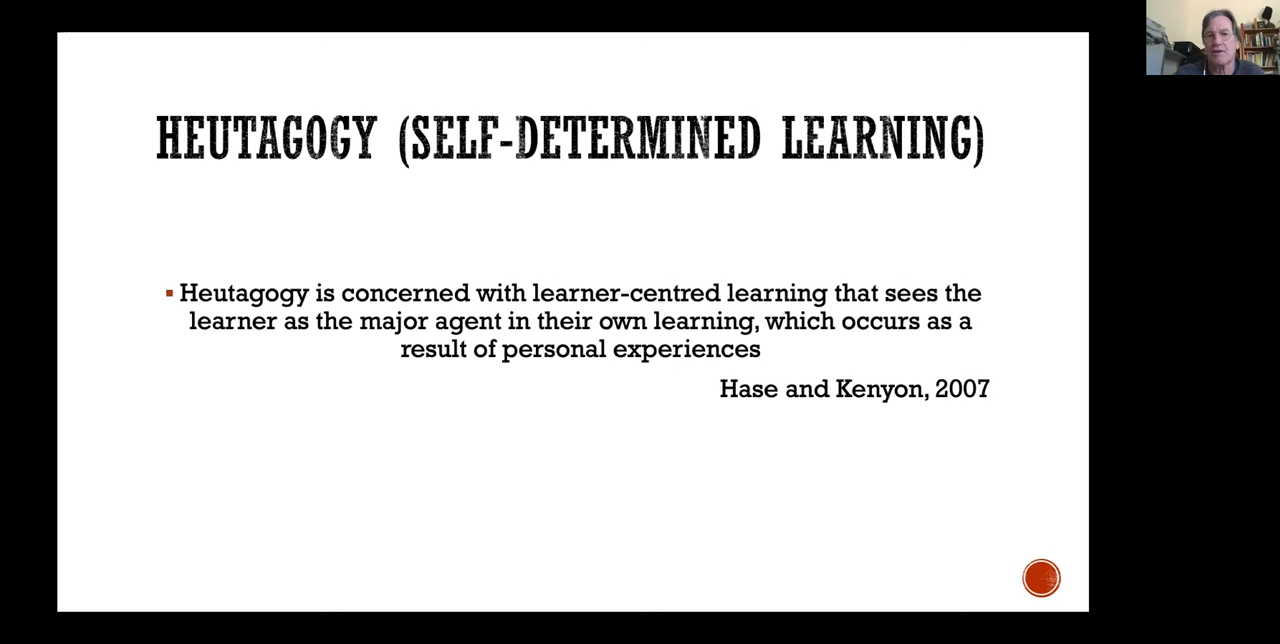 HEUTAGOGY (SELF-DETERMINED LEARNING)
Heutagogy is concerned with learner-centred learning that sees the
learner as the major agent in their own learning, which occurs as a
result of personal experiences
Hase and Kenyon, 2007